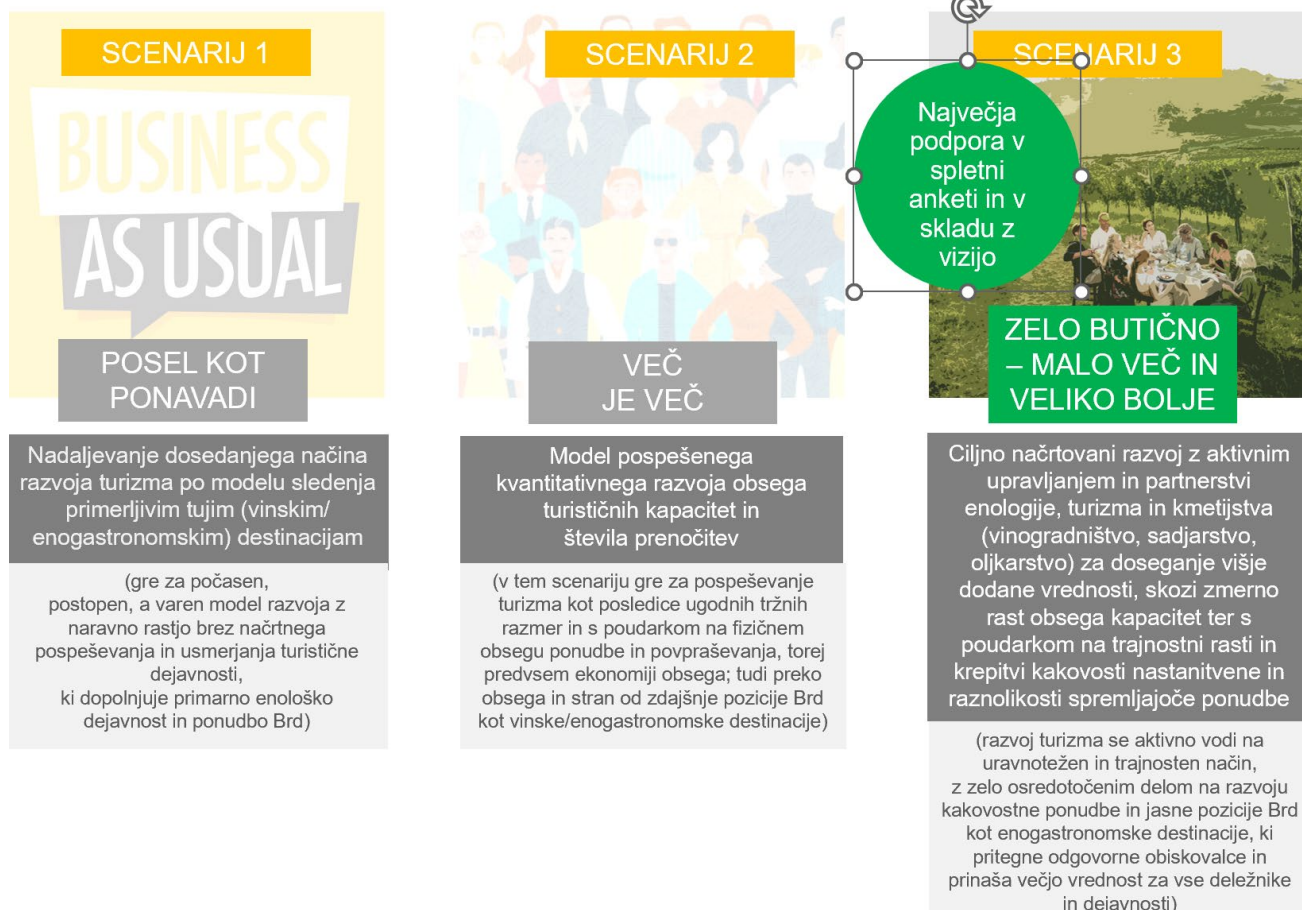 SCENARIJ 1
BUSINESS
AS USUAL
POSEL KOT
PONAVADI
Nadaljevanje dosedanjega načina
razvoja turizma po modelu sledenja
primerljivim tujim (vinskim/
enogastronomskim) destinacijam
(gre za počasen,
postopen, a varen model razvoja z
naravno rastjo brez načrtnega
pospeševanja in usmerjanja turistične
dejavnosti,
ki dopolnjuje primarno enološko
dejavnost in ponudbo Brd)
SCENARIJ 2
VEČ
JE VEČ
Model pospešenega
kvantitativnega razvoja obsega
turističnih kapacitet in
števila prenočitev
(v tem scenariju gre za pospeševanje
turizma kot posledice ugodnih tržnih
razmer in s poudarkom na fizičnem
obsegu ponudbe in povpraševanja, torej
predvsem ekonomiji obsega; tudi preko
obsega in stran od zdajšnje pozicije Brd
kot vinske/enogastronomske destinacije)
SCENARIJ 3
Največja
podpora v
spletni
anketi in v
skladu z
vizijo
ZELO BUTIČNO
– MALO VEČ IN
VELIKO BOLJE
Ciljno načrtovani razvoj z aktivnim
upravljanjem in partnerstvi
enologije, turizma in kmetijstva
(vinogradništvo, sadjarstvo,
oljkarstvo) za doseganje višje
dodane vrednosti, skozi zmerno
rast obsega kapacitet ter s
poudarkom na trajnostni rasti in
krepitvi kakovosti nastanitvene in
raznolikosti spremljajoče ponudbe
(razvoj turizma se aktivno vodi na
uravnotežen in trajnosten način,
z zelo osredotočenim delom na razvoju
kakovostne ponudbe in jasne pozicije Brd
kot enogastronomske destinacije, ki
pritegne odgovorne obiskovalce in
prinaša večjo vrednost za vse deležnike
in dejavnosti)